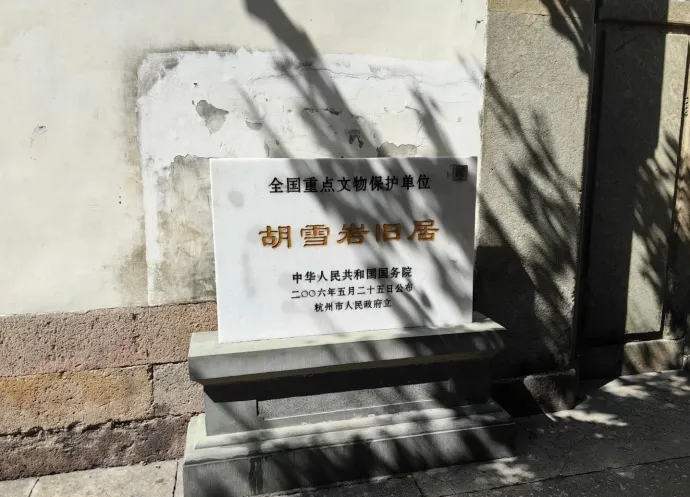 全国重点文物保护单位
胡雪岩旧居
中华人民共和国国务院
二〇〇六年五月二十五日公布
杭州市人民政府立